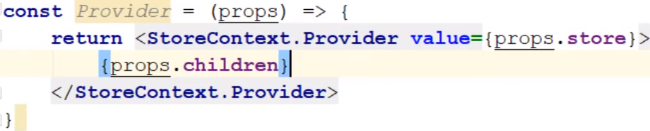 const Provider = (props) => {
    return <StoreContext.Provider value={props.store}>
        {props.children}
    </StoreContext.Provider>
}